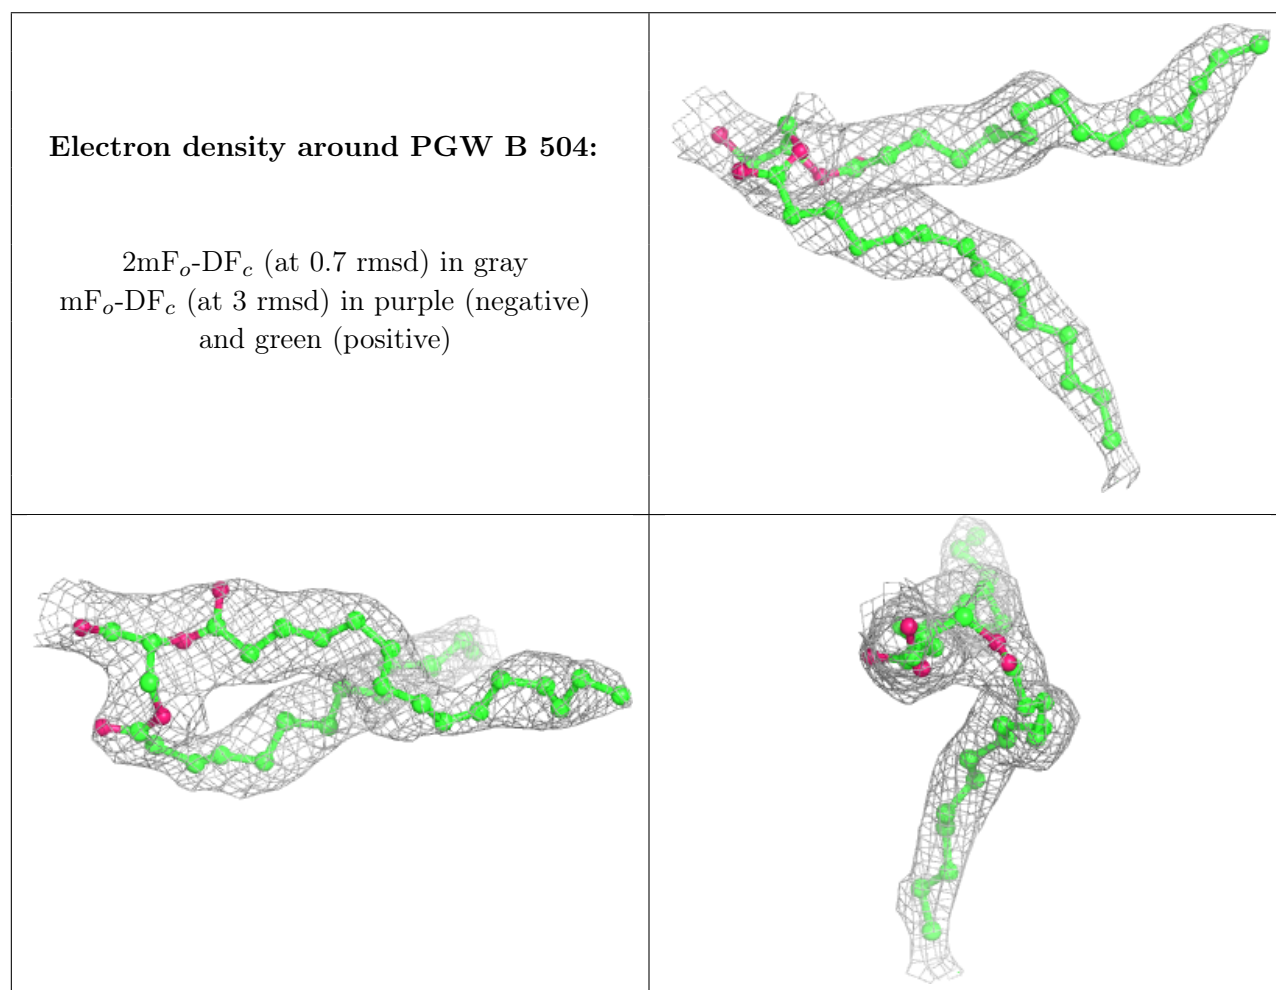 Electron density around PGW B 504:
2mFₒ-DF𝑐 (at 0.7 rmsd) in gray
mFₒ-DF𝑐 (at 3 rmsd) in purple (negative)
and green (positive)